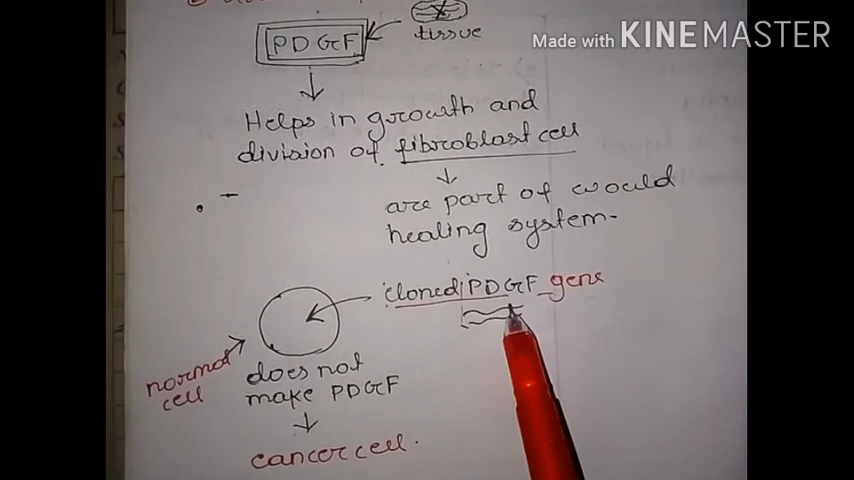 Made with KINEMASTER
tissue
PDGF
Helps in growth and
division of fibroblast cell
are part of would
healing system.
cloned PDGF gene
normal
cell
does not
make PDGF
cancer cell.